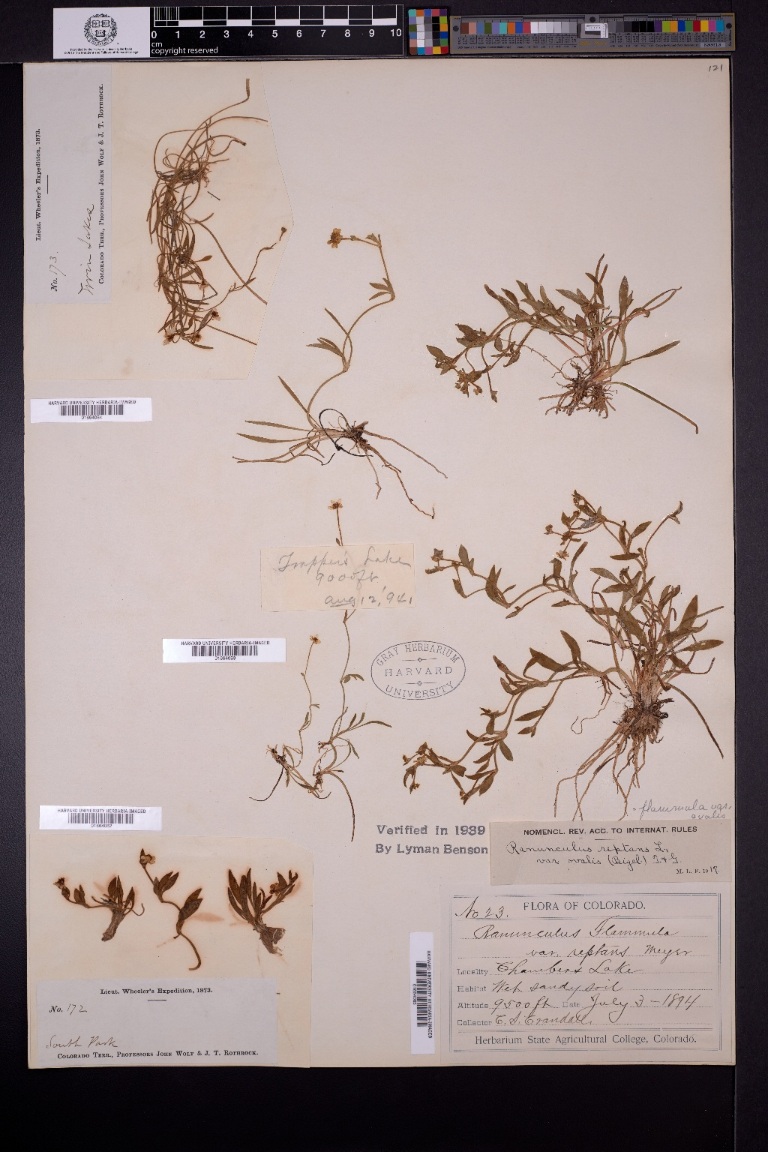 cm
0 1 2 3 4 5 6 7 8 9 10
copyright reserved
121
Lieut. Wheeler's Expedition, 1873.
No. 173.
Twin Lakes
Colorado Terr., Professors John Wolf & J. T. Rothrock.
HARVARD UNIVERSITY HERBARIA
Trapper's Lake
9000 ft.
Aug 12, '94
HARVARD UNIVERSITY HERBARIA
GRAY HERBARIUM
HARVARD
UNIVERSITY
HARVARD UNIVERSITY HERBARIA
flammula var.
ovalis
Verified in 1939
By Lyman Benson
NOMENCL. REV. ACC. TO INTERNAT. RULES
Ranunculus reptans L.
var ovalis (Bigel.) T. & G.
M. L. F. 1917
No 23. FLORA OF COLORADO.
Ranunculus Flammula
var. reptans Meyer
Locality Chambers Lake
Habitat Wet sandy soil
Altitude, 9500 ft Date July 3 - 1894
Collector C. S. Crandall
Herbarium State Agricultural College, Colorado.
Lieut. Wheeler's Expedition, 1873.
No. 172
South Park
Colorado Terr., Professors John Wolf & J. T. Rothrock.